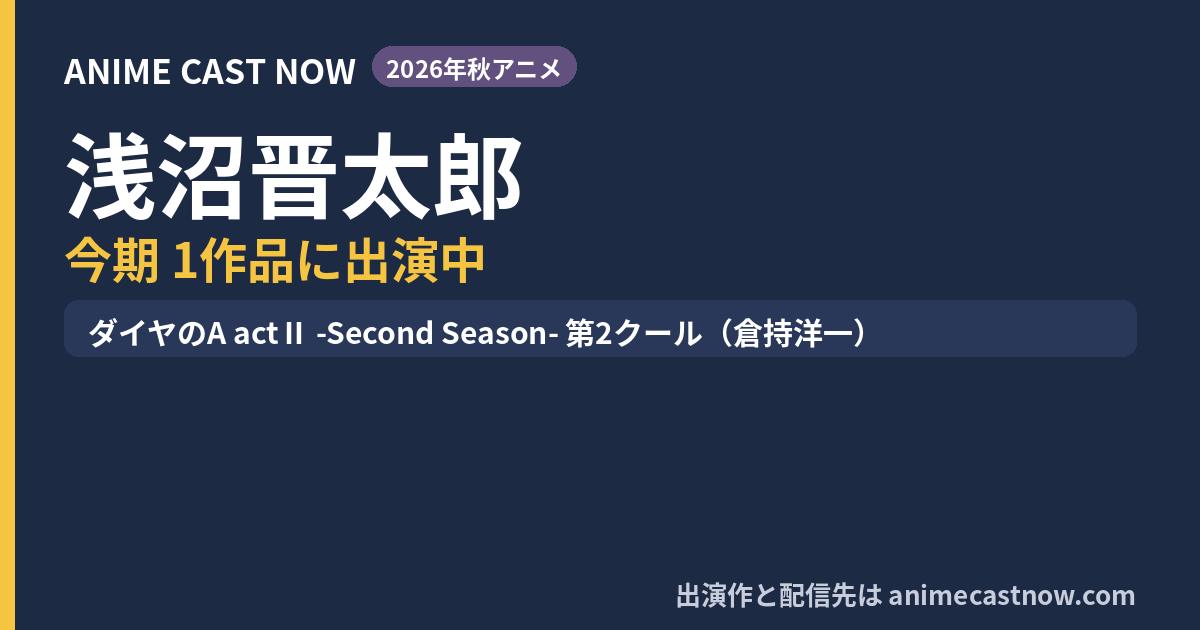 ANIME CAST NOW 2026年秋アニメ
浅沼晋太郎
今期 1作品に出演中
ダイヤのA actⅡ -Second Season- 第2クール（倉持洋一）
出演作と配信先は animecastnow.com